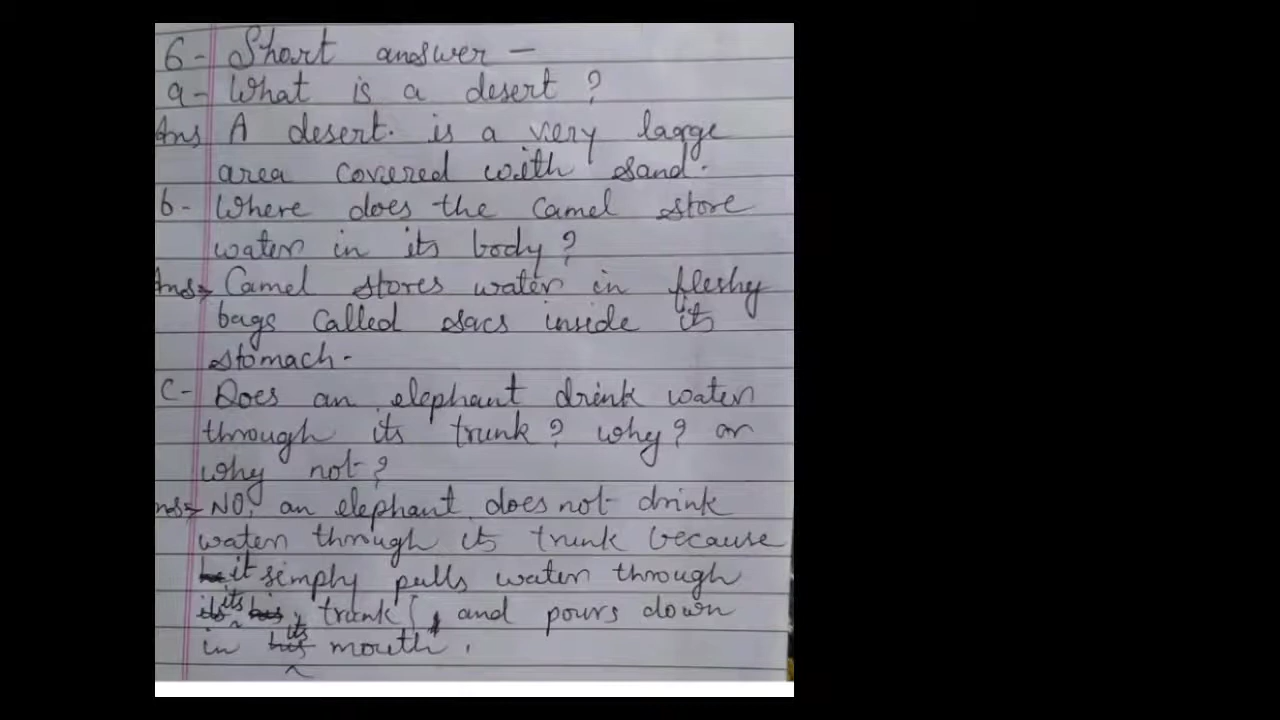 6- Short answer -
a- What is a desert ?
Ans A desert. is a very large
area covered with sand.
b- Where does the camel store
water in its body ?
Ans⇒ Camel stores water in fleshy
bags called sacs inside its
stomach.
c- Does an elephant drink water
through its trunk ? why ? or
why not ?
ns⇒ NO, an elephant does not drink
water through its trunk because
it simply pulls water through
its trunk, and pours down
in its mouth.